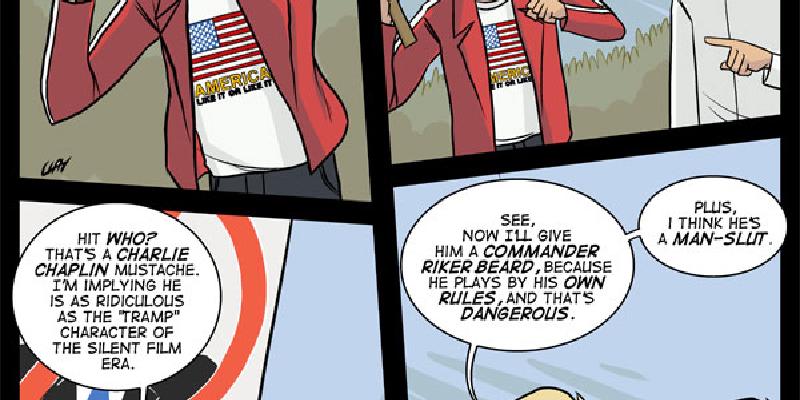 AMERICA
LIKE IT OR LIKE IT
AMERIC
IKE IT OR LIKE IT
HIT WHO?
THAT'S A CHARLIE
CHAPLIN MUSTACHE.
I'M IMPLYING HE
IS AS RIDICULOUS
AS THE "TRAMP"
CHARACTER OF
THE SILENT FILM
ERA.
SEE,
NOW I'LL GIVE
HIM A COMMANDER
RIKER BEARD, BECAUSE
HE PLAYS BY HIS OWN
RULES, AND THAT'S
DANGEROUS.
PLUS,
I THINK HE'S
A MAN-SLUT.